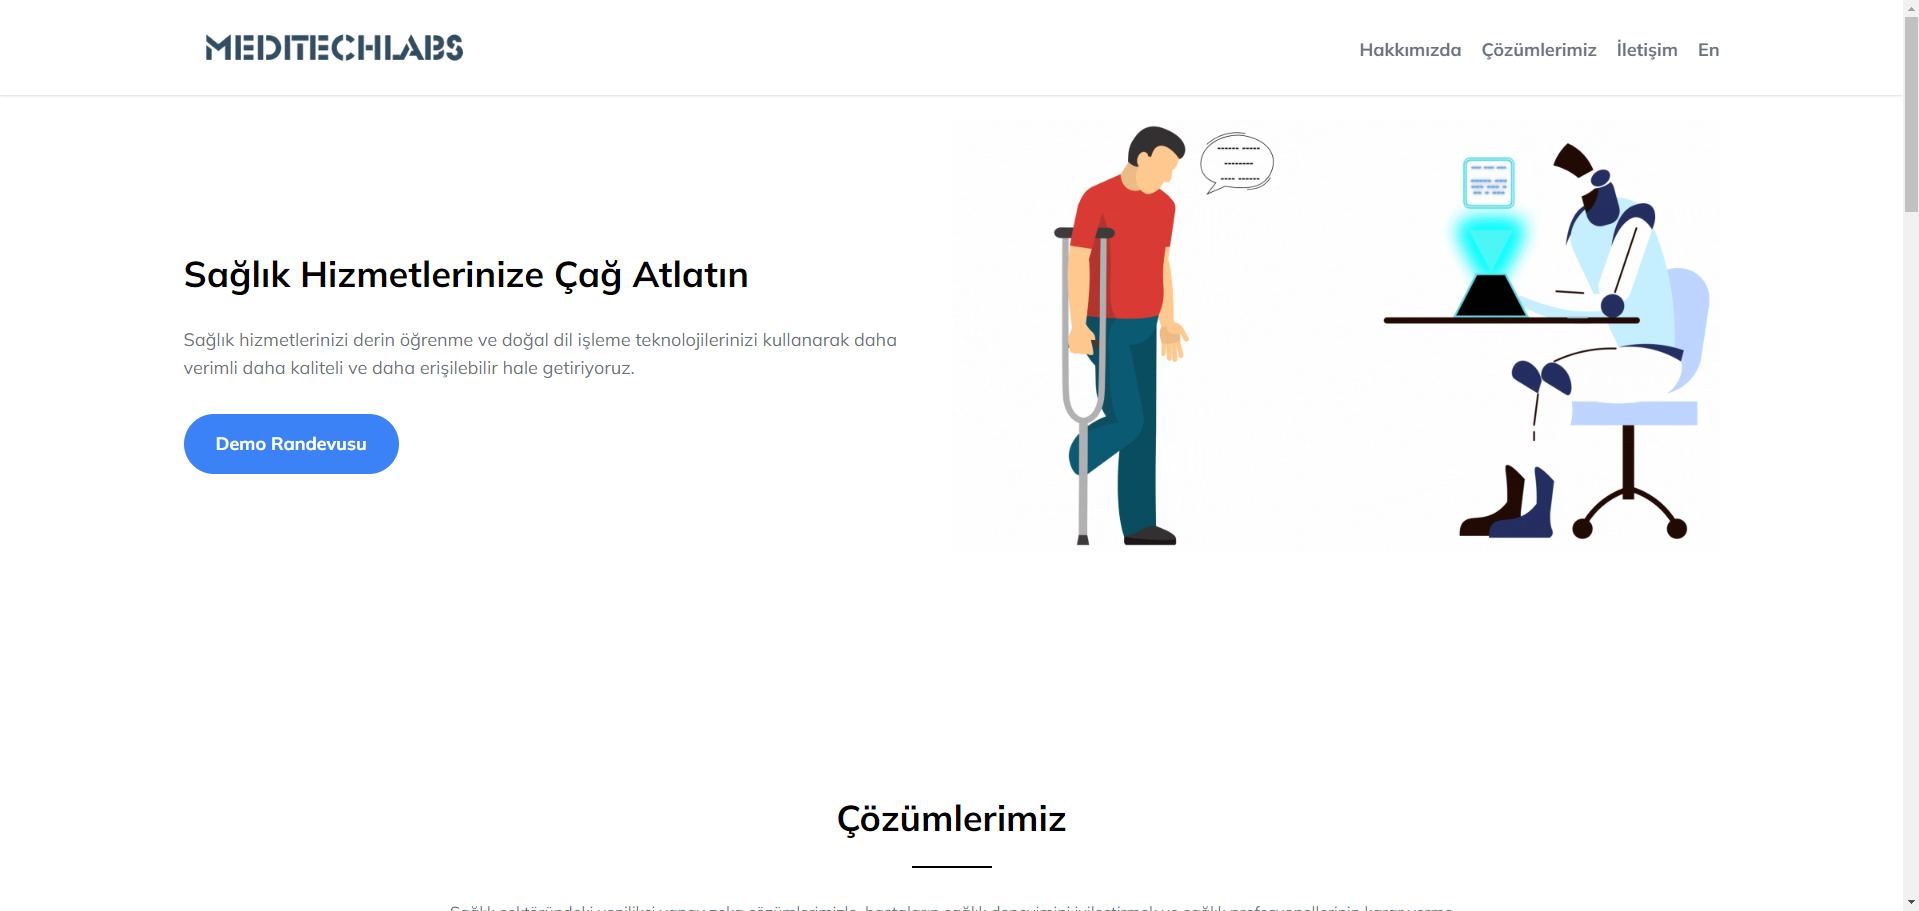 MEDITECHLABS
Hakkımızda Çözümlerimiz İletişim En
Sağlık Hizmetlerinize Çağ Atlatın
Sağlık hizmetlerinizi derin öğrenme ve doğal dil işleme teknolojilerinizi kullanarak daha
verimli daha kaliteli ve daha erişilebilir hale getiriyoruz.
Demo Randevusu
Çözümlerimiz